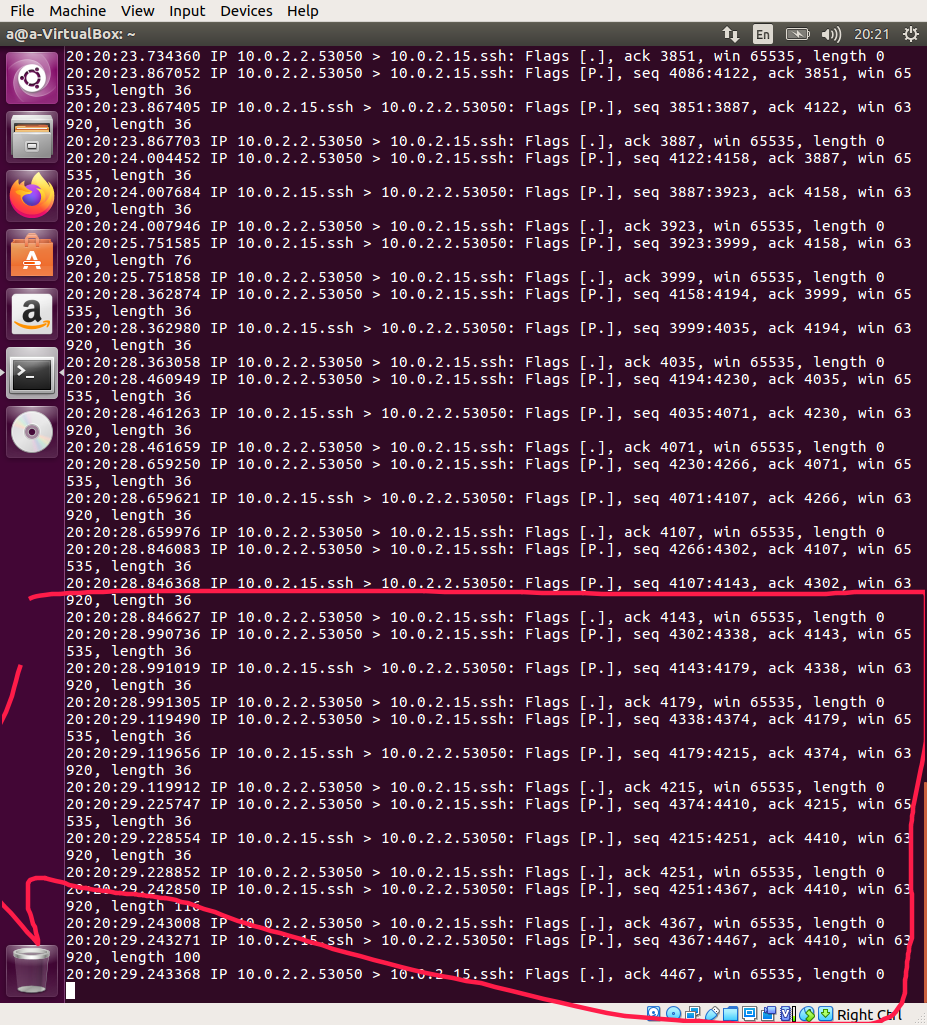 File Machine View Input Devices Help
a@a-VirtualBox: ~ En 20:21
20:20:23.734360 IP 10.0.2.2.53050 > 10.0.2.15.ssh: Flags [.], ack 3851, win 65535, length 0
20:20:23.867052 IP 10.0.2.2.53050 > 10.0.2.15.ssh: Flags [P.], seq 4086:4122, ack 3851, win 65
535, length 36
20:20:23.867405 IP 10.0.2.15.ssh > 10.0.2.2.53050: Flags [P.], seq 3851:3887, ack 4122, win 63
920, length 36
20:20:23.867703 IP 10.0.2.2.53050 > 10.0.2.15.ssh: Flags [.], ack 3887, win 65535, length 0
20:20:24.004452 IP 10.0.2.2.53050 > 10.0.2.15.ssh: Flags [P.], seq 4122:4158, ack 3887, win 65
535, length 36
20:20:24.007684 IP 10.0.2.15.ssh > 10.0.2.2.53050: Flags [P.], seq 3887:3923, ack 4158, win 63
920, length 36
20:20:24.007946 IP 10.0.2.2.53050 > 10.0.2.15.ssh: Flags [.], ack 3923, win 65535, length 0
20:20:25.751585 IP 10.0.2.15.ssh > 10.0.2.2.53050: Flags [P.], seq 3923:3999, ack 4158, win 63
920, length 76
20:20:25.751858 IP 10.0.2.2.53050 > 10.0.2.15.ssh: Flags [.], ack 3999, win 65535, length 0
20:20:28.362874 IP 10.0.2.2.53050 > 10.0.2.15.ssh: Flags [P.], seq 4158:4194, ack 3999, win 65
535, length 36
20:20:28.362980 IP 10.0.2.15.ssh > 10.0.2.2.53050: Flags [P.], seq 3999:4035, ack 4194, win 63
920, length 36
20:20:28.363058 IP 10.0.2.2.53050 > 10.0.2.15.ssh: Flags [.], ack 4035, win 65535, length 0
20:20:28.460949 IP 10.0.2.2.53050 > 10.0.2.15.ssh: Flags [P.], seq 4194:4230, ack 4035, win 65
535, length 36
20:20:28.461263 IP 10.0.2.15.ssh > 10.0.2.2.53050: Flags [P.], seq 4035:4071, ack 4230, win 63
920, length 36
20:20:28.461659 IP 10.0.2.2.53050 > 10.0.2.15.ssh: Flags [.], ack 4071, win 65535, length 0
20:20:28.659250 IP 10.0.2.2.53050 > 10.0.2.15.ssh: Flags [P.], seq 4230:4266, ack 4071, win 65
535, length 36
20:20:28.659621 IP 10.0.2.15.ssh > 10.0.2.2.53050: Flags [P.], seq 4071:4107, ack 4266, win 63
920, length 36
20:20:28.659976 IP 10.0.2.2.53050 > 10.0.2.15.ssh: Flags [.], ack 4107, win 65535, length 0
20:20:28.846083 IP 10.0.2.2.53050 > 10.0.2.15.ssh: Flags [P.], seq 4266:4302, ack 4107, win 65
535, length 36
20:20:28.846368 IP 10.0.2.15.ssh > 10.0.2.2.53050: Flags [P.], seq 4107:4143, ack 4302, win 63
920, length 36
20:20:28.846627 IP 10.0.2.2.53050 > 10.0.2.15.ssh: Flags [.], ack 4143, win 65535, length 0
20:20:28.990736 IP 10.0.2.2.53050 > 10.0.2.15.ssh: Flags [P.], seq 4302:4338, ack 4143, win 65
535, length 36
20:20:28.991019 IP 10.0.2.15.ssh > 10.0.2.2.53050: Flags [P.], seq 4143:4179, ack 4338, win 63
920, length 36
20:20:28.991305 IP 10.0.2.2.53050 > 10.0.2.15.ssh: Flags [.], ack 4179, win 65535, length 0
20:20:29.119490 IP 10.0.2.2.53050 > 10.0.2.15.ssh: Flags [P.], seq 4338:4374, ack 4179, win 65
535, length 36
20:20:29.119656 IP 10.0.2.15.ssh > 10.0.2.2.53050: Flags [P.], seq 4179:4215, ack 4374, win 63
920, length 36
20:20:29.119912 IP 10.0.2.2.53050 > 10.0.2.15.ssh: Flags [.], ack 4215, win 65535, length 0
20:20:29.225747 IP 10.0.2.2.53050 > 10.0.2.15.ssh: Flags [P.], seq 4374:4410, ack 4215, win 65
535, length 36
20:20:29.228554 IP 10.0.2.15.ssh > 10.0.2.2.53050: Flags [P.], seq 4215:4251, ack 4410, win 63
920, length 36
20:20:29.228852 IP 10.0.2.2.53050 > 10.0.2.15.ssh: Flags [.], ack 4251, win 65535, length 0
20:20:29.242850 IP 10.0.2.15.ssh > 10.0.2.2.53050: Flags [P.], seq 4251:4367, ack 4410, win 63
920, length 116
20:20:29.243008 IP 10.0.2.2.53050 > 10.0.2.15.ssh: Flags [.], ack 4367, win 65535, length 0
20:20:29.243271 IP 10.0.2.15.ssh > 10.0.2.2.53050: Flags [P.], seq 4367:4467, ack 4410, win 63
920, length 100
20:20:29.243368 IP 10.0.2.2.53050 > 10.0.2.15.ssh: Flags [.], ack 4467, win 65535, length 0
Right Ctrl